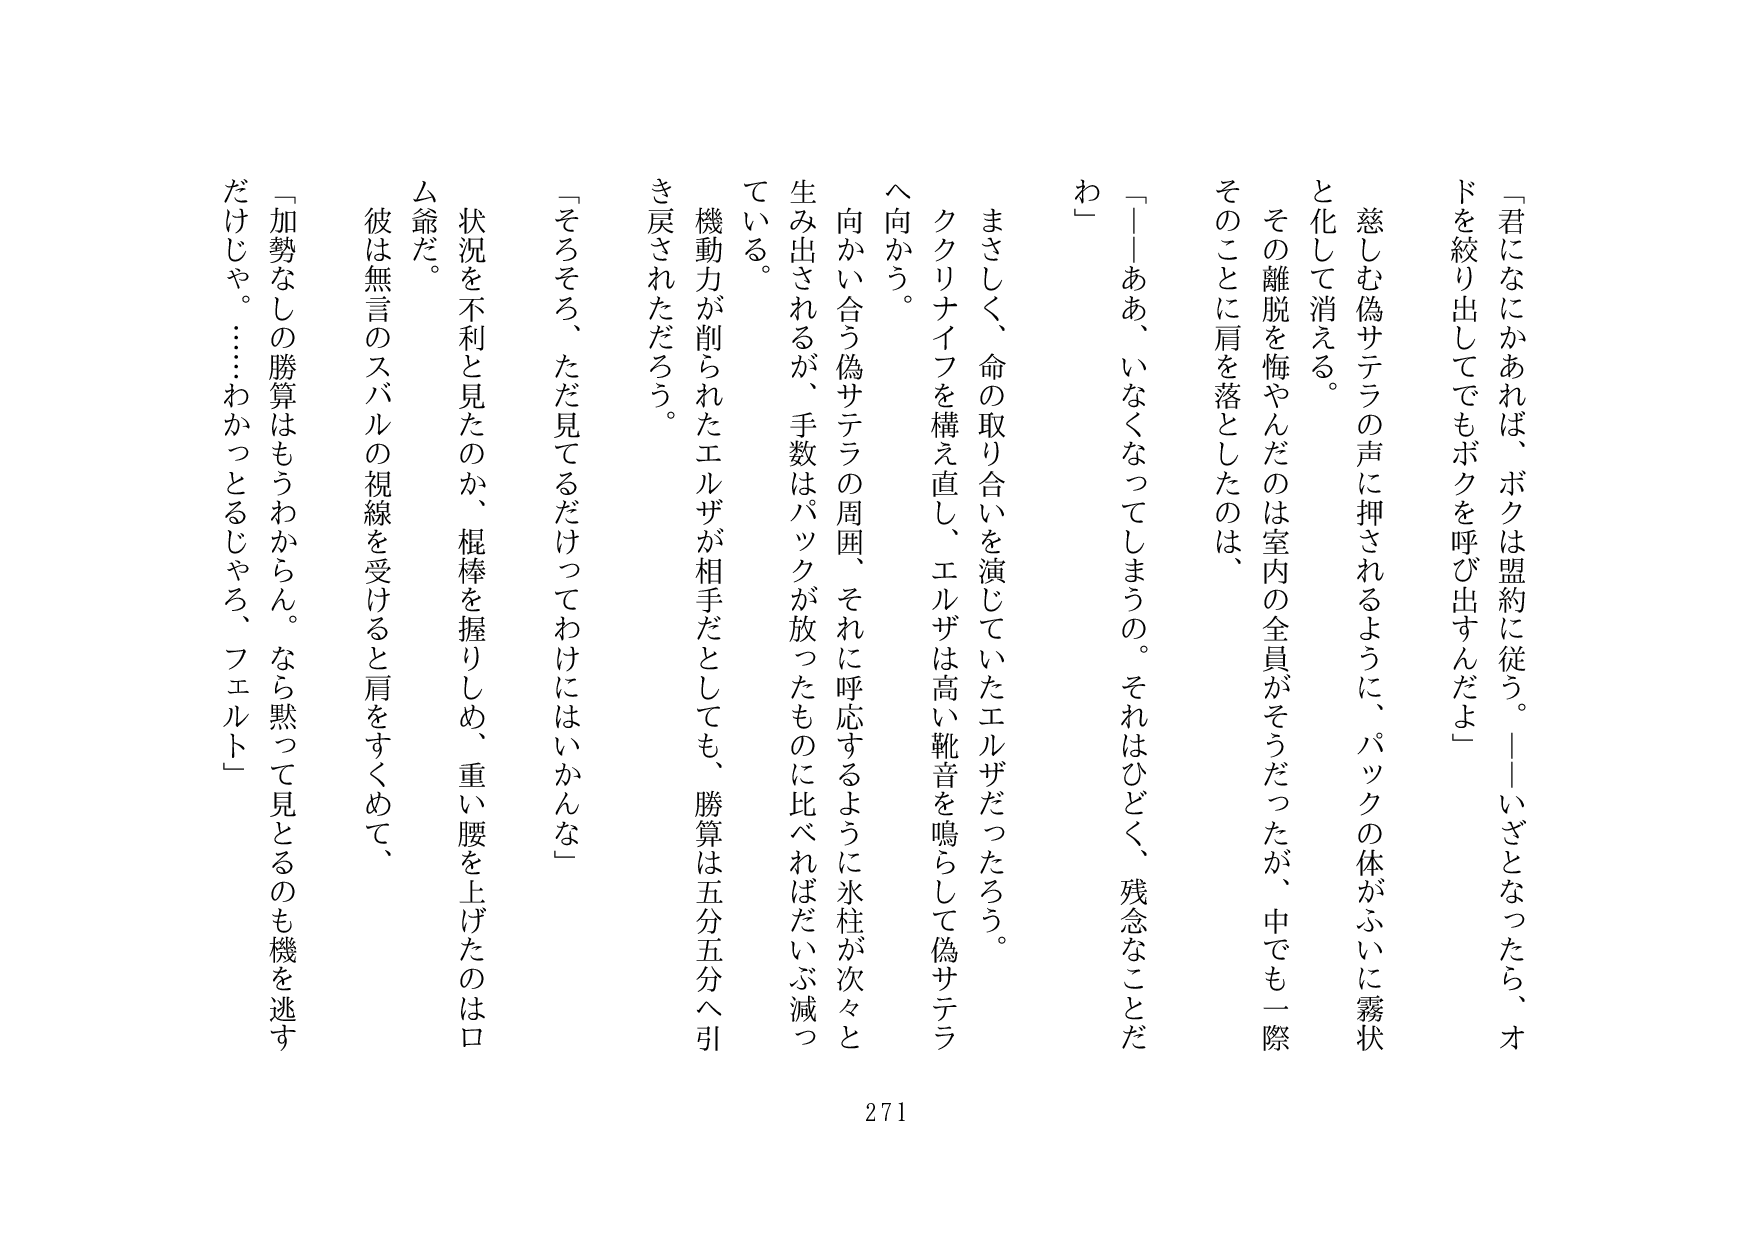 「君になにかあれば、ボクは盟約に従う。――いざとなったら、オ
ドを絞り出してでもボクを呼び出すんだよ」
慈しむ偽サテラの声に押されるように、パックの体がふいに霧状
と化して消える。
その離脱を悔やんだのは室内の全員がそうだったが、中でも一際
そのことに肩を落としたのは、
「――ああ、いなくなってしまうの。それはひどく、残念なことだ
わ」
まさしく、命の取り合いを演じていたエルザだったろう。
ククリナイフを構え直し、エルザは高い靴音を鳴らして偽サテラ
へ向かう。
向かい合う偽サテラの周囲、それに呼応するように氷柱が次々と
生み出されるが、手数はパックが放ったものに比べればだいぶ減っ
ている。
機動力が削られたエルザが相手だとしても、勝算は五分五分へ引
き戻されただろう。
「そろそろ、ただ見てるだけってわけにはいかんな」
状況を不利と見たのか、棍棒を握りしめ、重い腰を上げたのはロ
ム爺だ。
彼は無言のスバルの視線を受けると肩をすくめて、
「加勢なしの勝算はもうわからん。なら黙って見とるのも機を逃す
だけじゃ。……わかっとるじゃろ、フェルト」
271